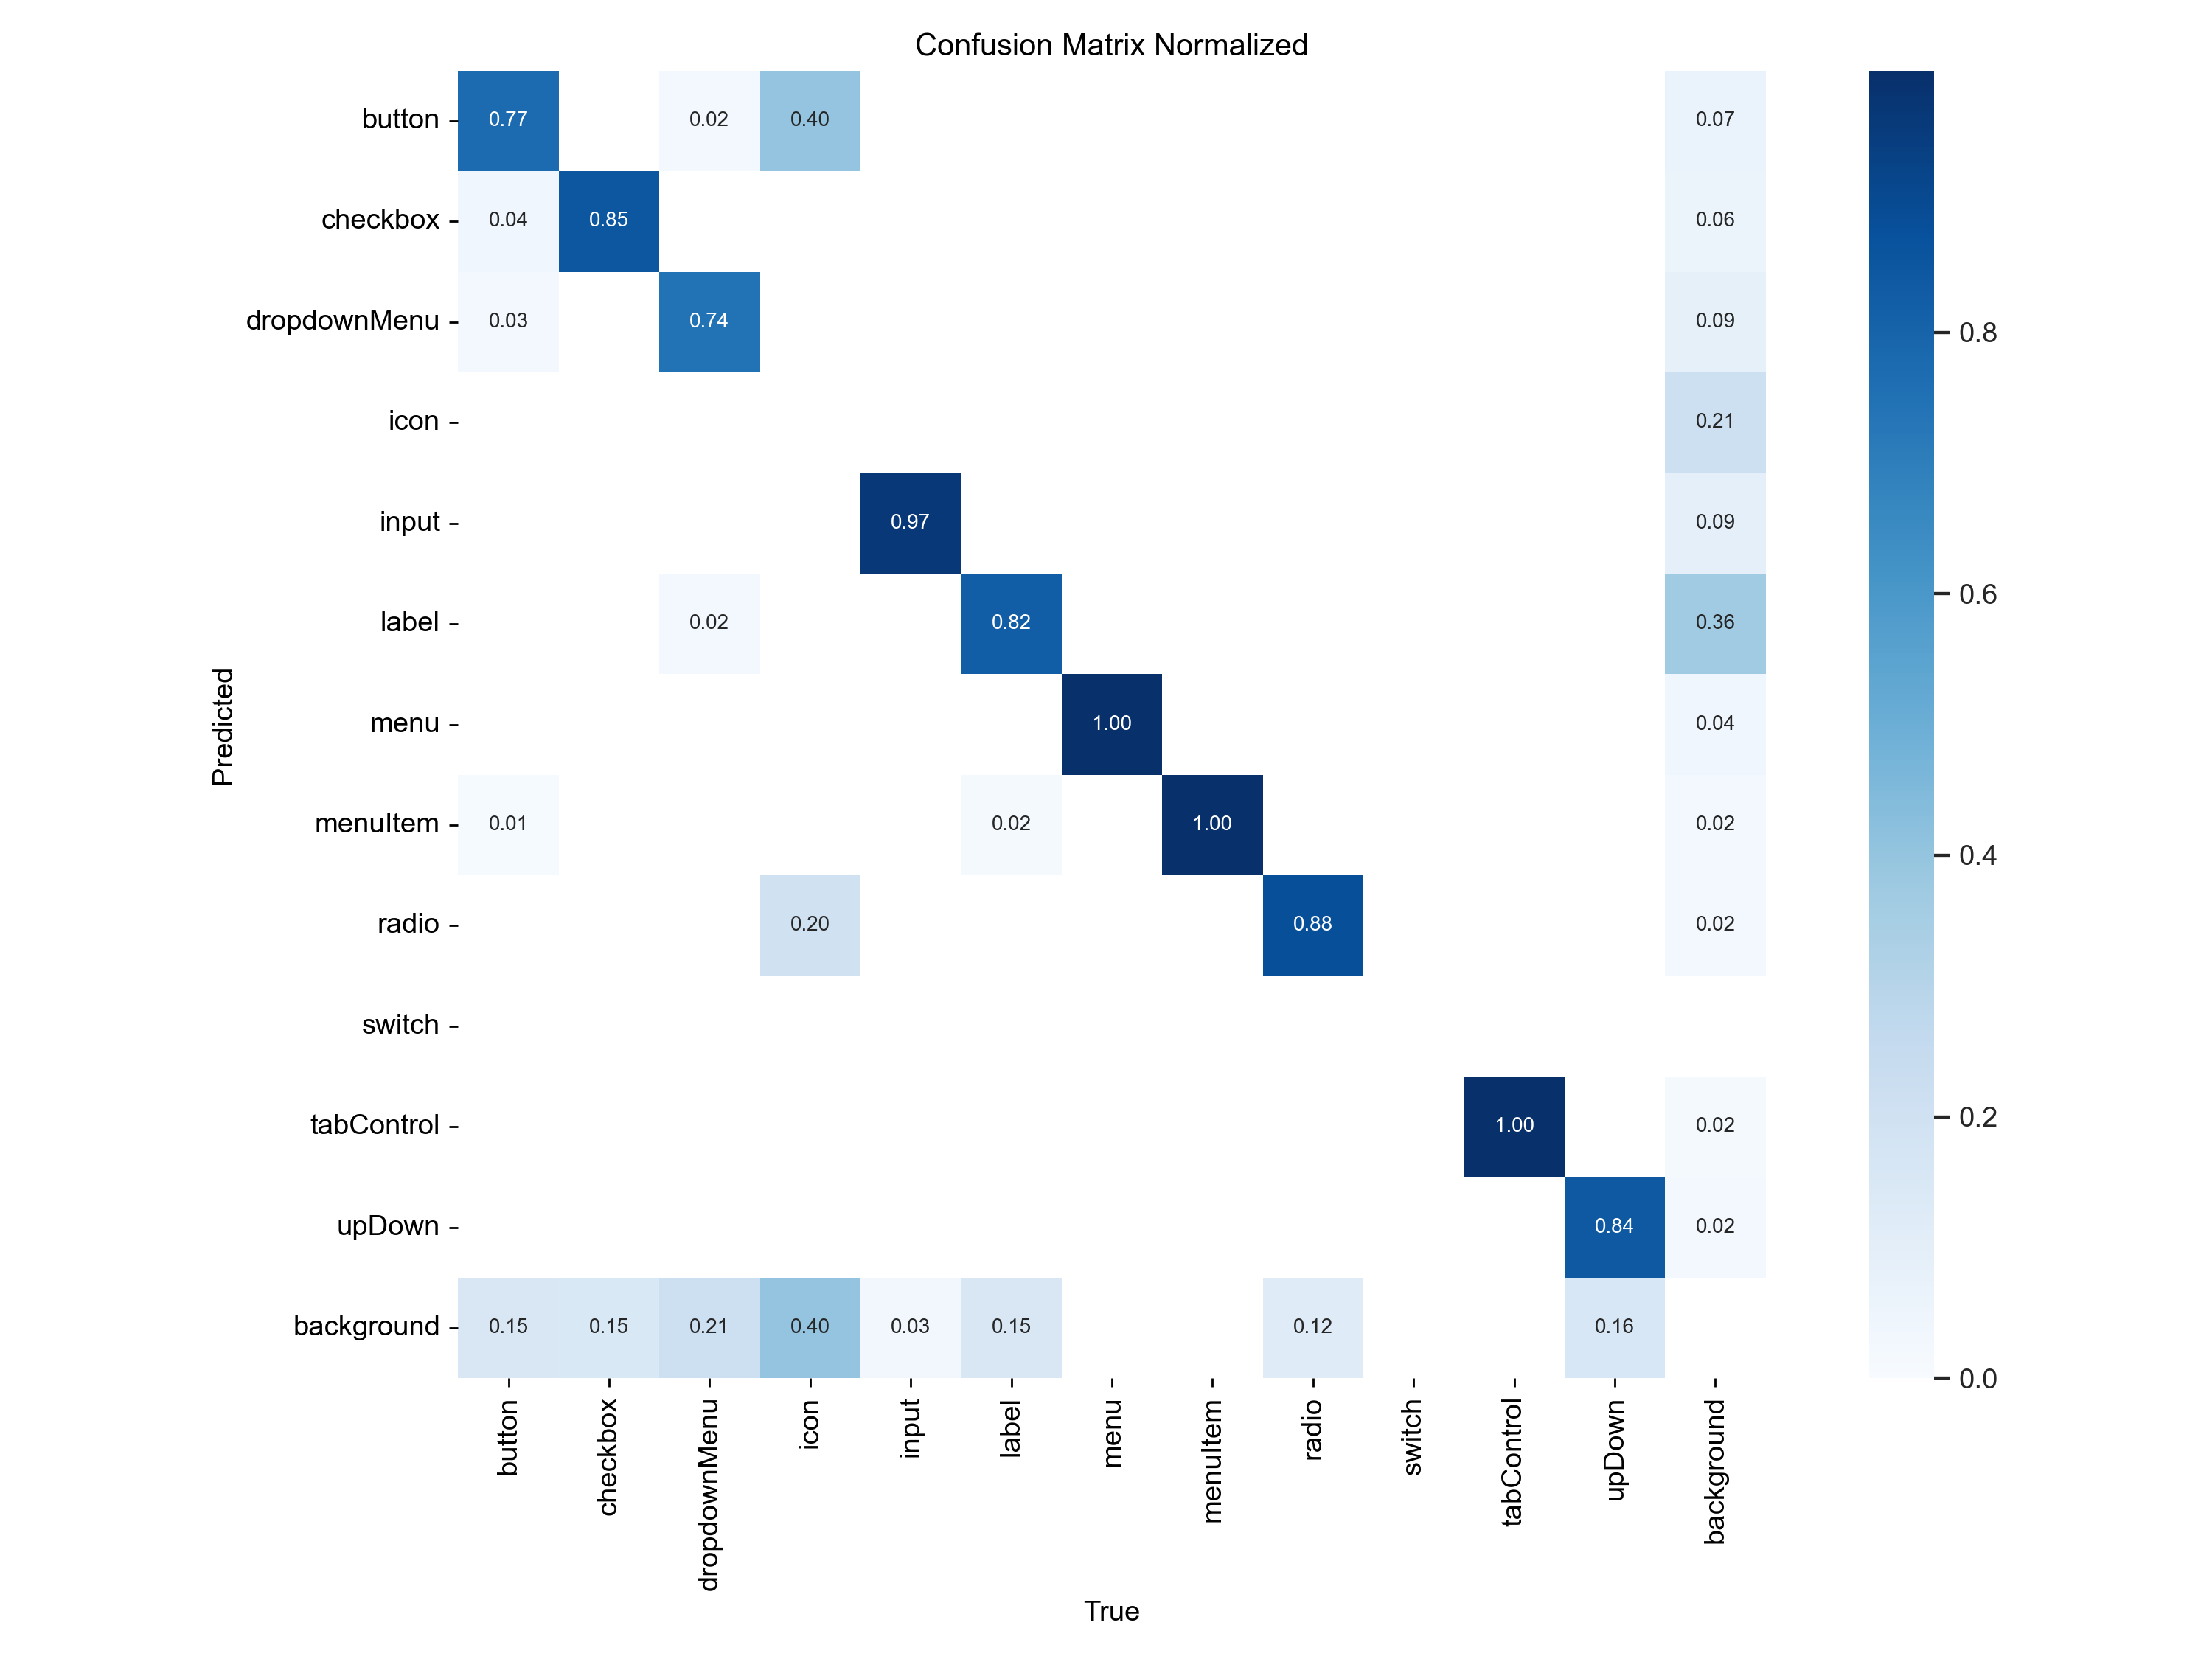 Confusion Matrix Normalized
button 0.77 0.02 0.40 0.07
checkbox 0.04 0.85 0.06
dropdownMenu 0.03 0.74 0.09 0.8
icon 0.21
input 0.97 0.09
label 0.02 0.82 0.36 0.6
Predicted
menu 1.00 0.04
menuItem 0.01 0.02 1.00 0.02 0.4
radio 0.20 0.88 0.02
switch
tabControl 1.00 0.02 0.2
upDown 0.84 0.02
background 0.15 0.15 0.21 0.40 0.03 0.15 0.12 0.16 0.0
button checkbox dropdownMenu icon input label menu menuItem radio switch tabControl upDown background
True